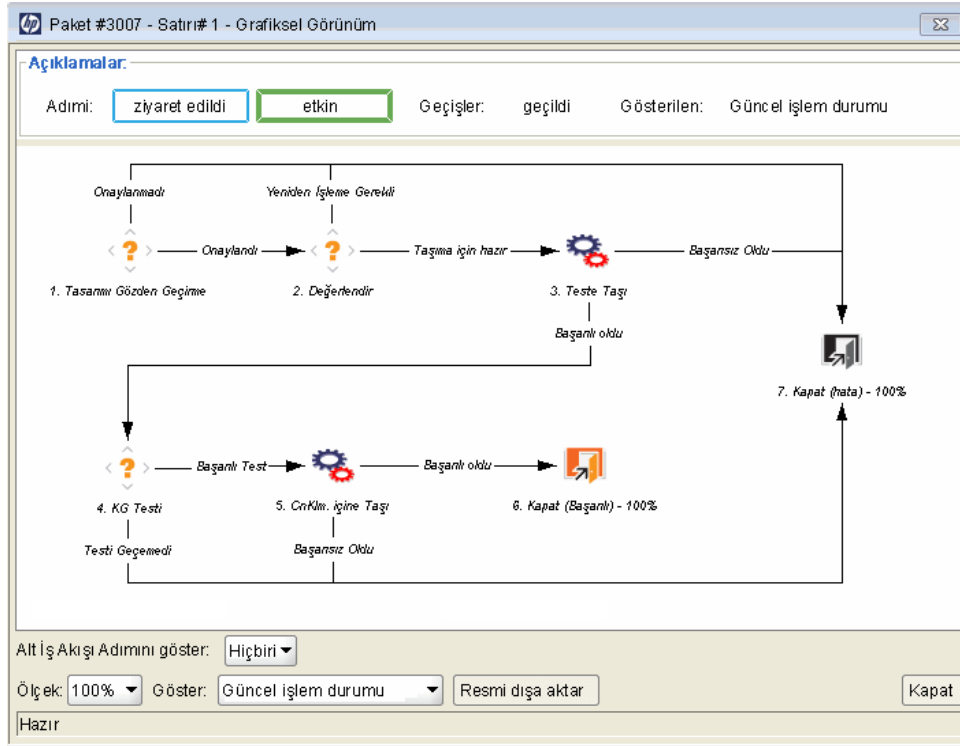 Paket #3007 - Satırı# 1 - Grafiksel Görünüm
Açıklamalar:
Adımi: ziyaret edildi etkin Geçişler: geçildi Gösterilen: Güncel işlem durumu
Onaylanmadı Yeniden İşleme Gerekli
Onaylandı Taşıma için hazır Başarısız Oldu
1. Tasarımı Gözden Geçirme 2. Değerlendir 3. Teste Taşı
Başarılı oldu
7. Kapat (hata) - 100%
Başarılı Test Başarılı oldu
4. KG Testi 5. CnKlm. içine Taşı 6. Kapat (Başarılı) - 100%
Testi Geçemedi Başarısız Oldu
Alt İş Akışı Adımını göster: Hiçbiri
Ölçek: 100% Göster: Güncel işlem durumu Resmi dışa aktar Kapat
Hazır